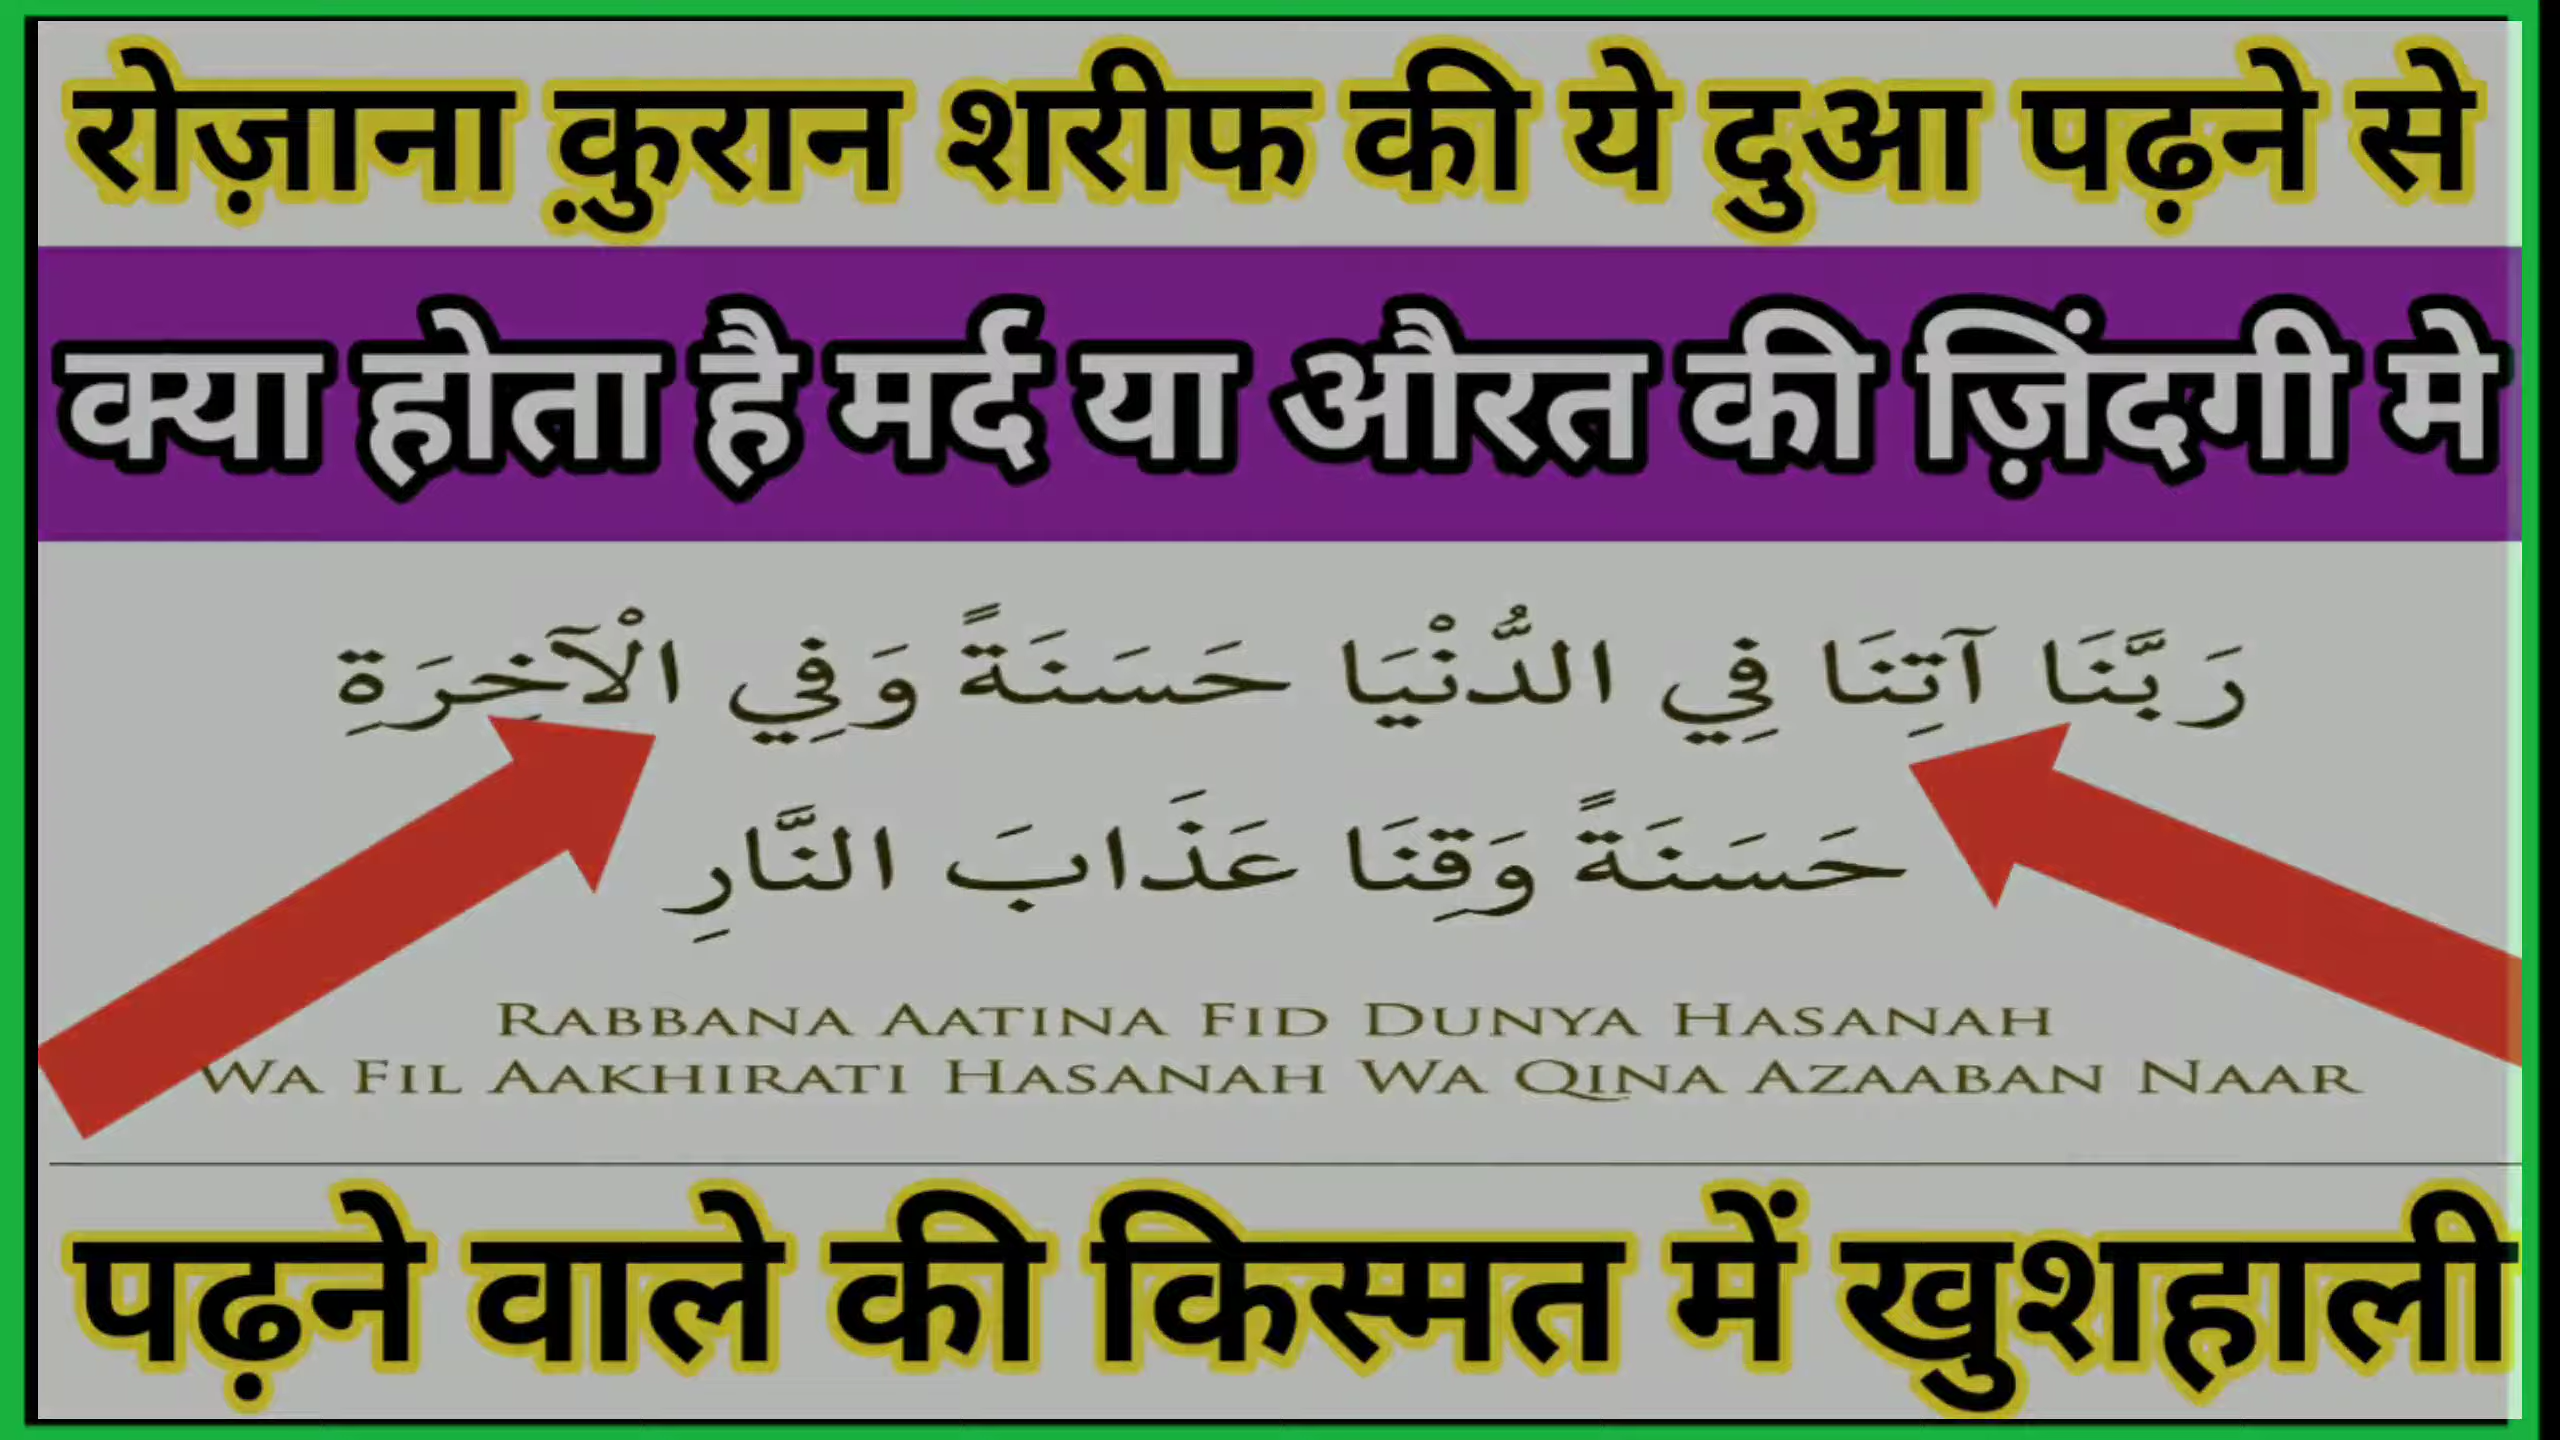 रोज़ाना क़ुरान शरीफ की ये दुआ पढ़ने से
क्या होता है मर्द या औरत की ज़िंदगी मे
رَبَّنَا آتِنَا فِي الدُّنْيَا حَسَنَةً وَفِي الْآخِرَةِ
حَسَنَةً وَقِنَا عَذَابَ النَّارِ
RABBANA AATINA FID DUNYA HASANAH
WA FIL AAKHIRATI HASANAH WA QINA AZAABAN NAAR
पढ़ने वाले की किस्मत में खुशहाली